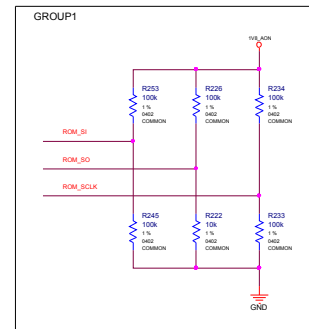 GROUP1
1V8_AON
R253
100k
1 %
0402
COMMON
R226
100k
1 %
0402
COMMON
R234
100k
1 %
0402
COMMON
ROM_SI
ROM_SO
ROM_SCLK
R245
100k
1 %
0402
COMMON
R222
10k
1 %
0402
COMMON
R233
100k
1 %
0402
COMMON
GND